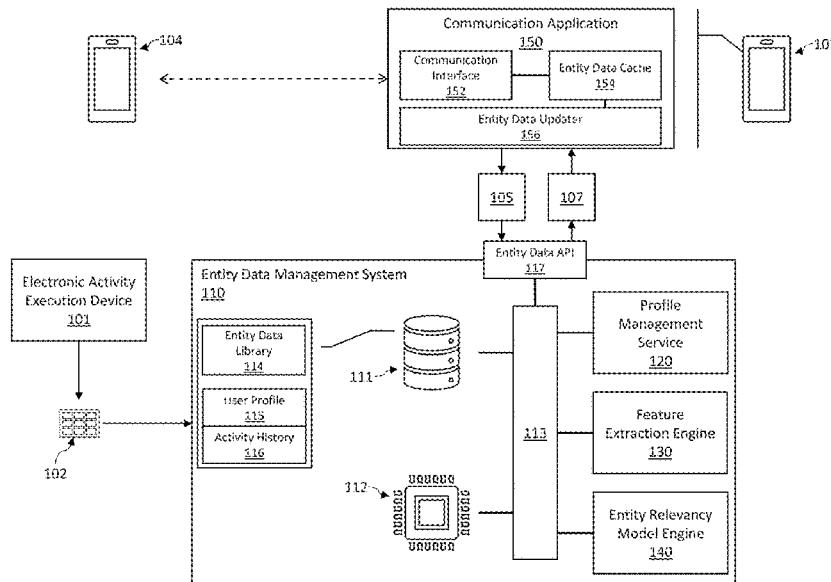 Communication Application
150
104
10
Communication
Interface
152
Entity Data Cache
154
Entity Data Updater
156
105
107
Entity Data API
117
Entity Data Management System
110
Electronic Activity
Execution Device
101
Entity Data
Library
114
User Profile
115
Activity History
116
102
111
112
113
Profile
Management
Service
120
Feature
Extraction Engine
130
Entity Relevancy
Model Engine
140